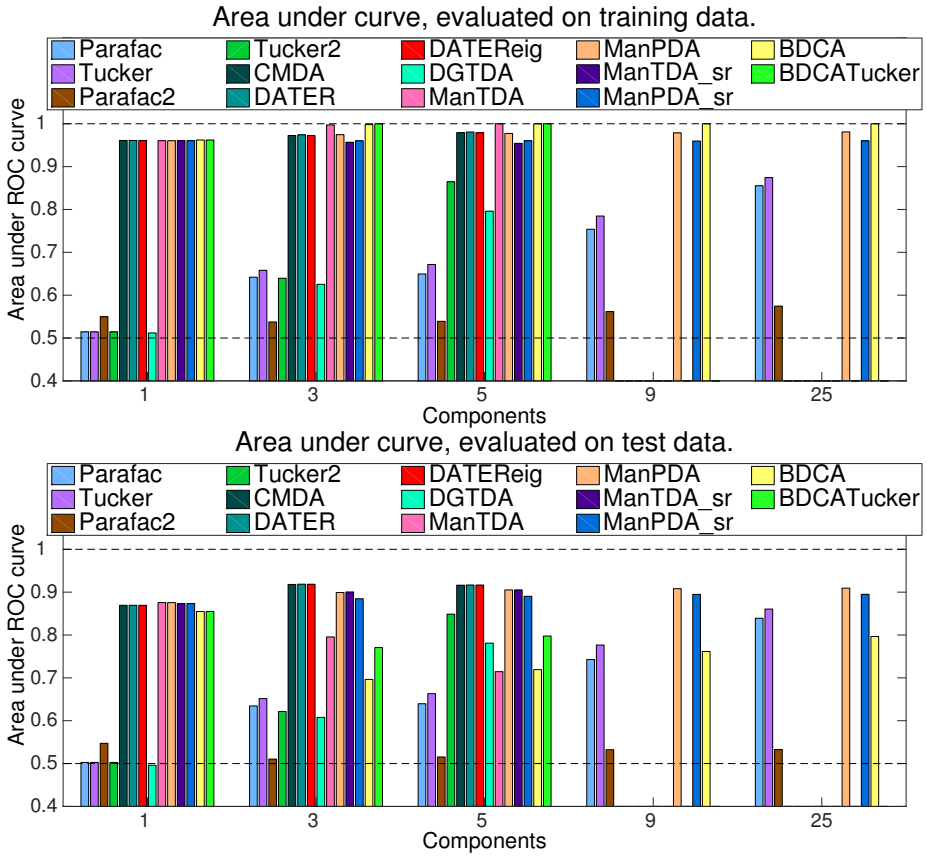 Area under curve, evaluated on training data.
Parafac Tucker2 DATEReig ManPDA BDCA
Tucker CMDA DGTDA ManTDA_sr BDCATucker
Parafac2 DATER ManTDA ManPDA_sr
Area under ROC curve
1
0.9
0.8
0.7
0.6
0.5
0.4
1 3 5 9 25
Components
Area under curve, evaluated on test data.
Parafac Tucker2 DATEReig ManPDA BDCA
Tucker CMDA DGTDA ManTDA_sr BDCATucker
Parafac2 DATER ManTDA ManPDA_sr
Area under ROC curve
1
0.9
0.8
0.7
0.6
0.5
0.4
1 3 5 9 25
Components